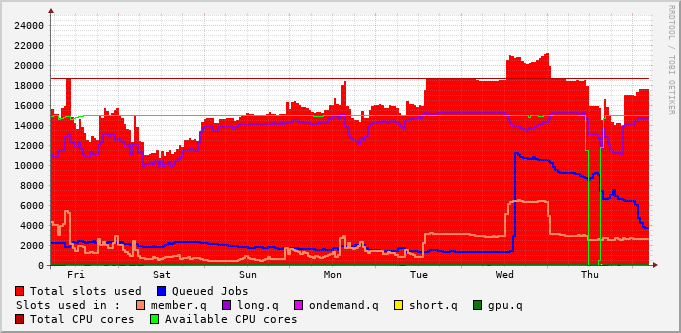 RRDTOOL / TOBI OETIKER
24000
22000
20000
18000
16000
14000
12000
10000
8000
6000
4000
2000
0
Fri Sat Sun Mon Tue Wed Thu
Total slots used Queued Jobs
Slots used in : member.q long.q ondemand.q short.q gpu.q
Total CPU cores Available CPU cores